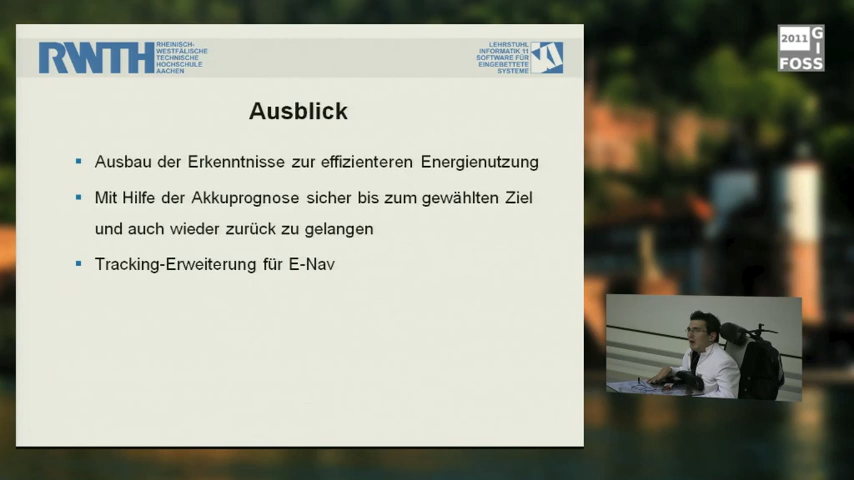 RWTH
RHEINISCH-
WESTFÄLISCHE
TECHNISCHE
HOCHSCHULE
AACHEN
LEHRSTUHL
INFORMATIK 11
SOFTWARE FÜR
EINGEBETTETE
SYSTEME
XI
2011
GI
FOSS
Ausblick
Ausbau der Erkenntnisse zur effizienteren Energienutzung
Mit Hilfe der Akkuprognose sicher bis zum gewählten Ziel
und auch wieder zurück zu gelangen
Tracking-Erweiterung für E-Nav